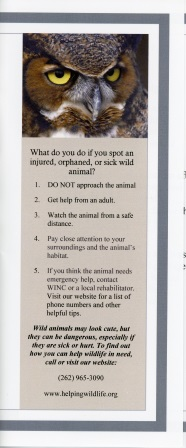 What do you do if you spot an
injured, orphaned, or sick wild
animal?
1. DO NOT approach the animal
2. Get help from an adult.
3. Watch the animal from a safe
distance.
4. Pay close attention to your
surroundings and the animal's
habitat.
5. If you think the animal needs
emergency help, contact
WINC or a local rehabilitator.
Visit our website for a list of
phone numbers and other
helpful tips.
Wild animals may look cute, but
they can be dangerous, especially if
they are sick or hurt. To find out
how you can help wildlife in need,
call or visit our website:
(262) 965-3090
www.helpingwildlife.org